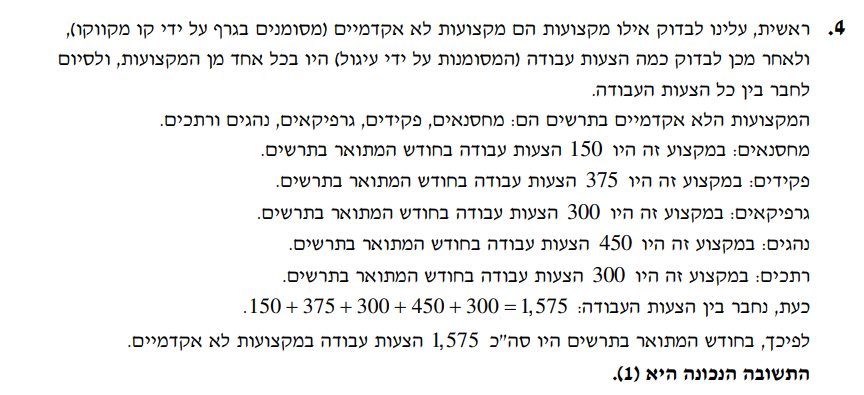 4. ראשית, עלינו לבדוק אילו מקצועות הם מקצועות לא אקדמיים (מסומנים בגרף על ידי קו מקווקו),
ולאחר מכן לבדוק כמה הצעות עבודה (המסומנות על ידי עיגול) היו בכל אחד מן המקצועות, ולסיום
לחבר בין כל הצעות העבודה.
המקצועות הלא אקדמיים בתרשים הם: מחסנאים, פקידים, גרפיקאים, נהגים ורתכים.
מחסנאים: במקצוע זה היו 150 הצעות עבודה בחודש המתואר בתרשים.
פקידים: במקצוע זה היו 375 הצעות עבודה בחודש המתואר בתרשים.
גרפיקאים: במקצוע זה היו 300 הצעות עבודה בחודש המתואר בתרשים.
נהגים: במקצוע זה היו 450 הצעות עבודה בחודש המתואר בתרשים.
רתכים: במקצוע זה היו 300 הצעות עבודה בחודש המתואר בתרשים.
כעת, נחבר בין הצעות העבודה: 150 + 375 + 300 + 450 + 300 = 1,575.
לפיכך, בחודש המתואר בתרשים היו סה"כ 1,575 הצעות עבודה במקצועות לא אקדמיים.
התשובה הנכונה היא (1).